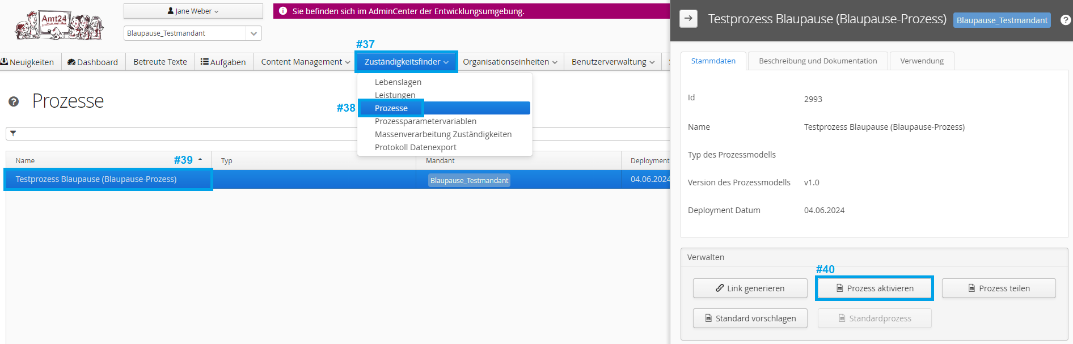 Amt24
Jane Weber
Blaupause_Testmandant
Sie befinden sich im AdminCenter der Entwicklungsumgebung.
#37
Neuigkeiten
Dashboard
Betreute Texte
Aufgaben
Content Management
Zuständigkeitsfinder
Organisationseinheiten
Benutzerverwaltung
Lebenslagen
Leistungen
#38
Prozesse
Prozessparametervariablen
Massenverarbeitung Zuständigkeiten
Protokoll Datenexport
? Prozesse
Name
#39
Typ
Mandant
Deployment
Testprozess Blaupause (Blaupause-Prozess)
Blaupause_Testmandant
04.06.2024
Testprozess Blaupause (Blaupause-Prozess)
Blaupause_Testmandant
?
Stammdaten
Beschreibung und Dokumentation
Verwendung
Id
2993
Name
Testprozess Blaupause (Blaupause-Prozess)
Typ des Prozessmodells
Version des Prozessmodells
v1.0
Deployment Datum
04.06.2024
Verwalten
#40
Link generieren
Prozess aktivieren
Prozess teilen
Standard vorschlagen
Standardprozess